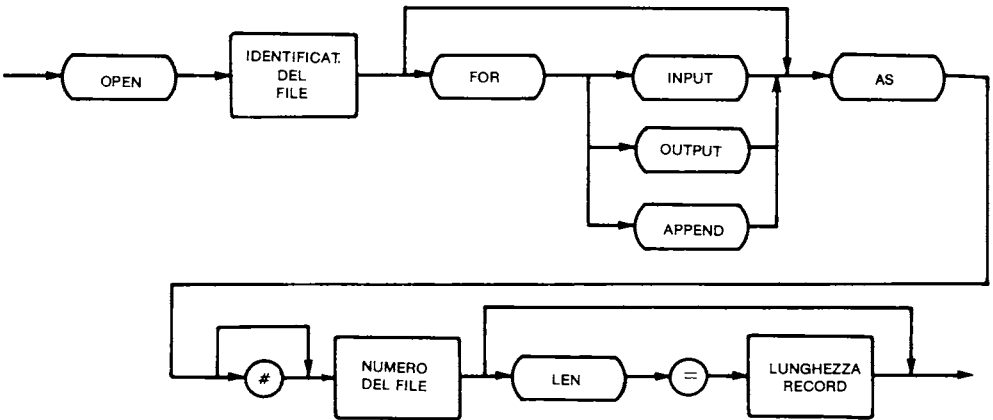 OPEN
IDENTIFICAT.
DEL
FILE
FOR
INPUT
AS
OUTPUT
APPEND
#
NUMERO
DEL FILE
LEN
=
LUNGHEZZA
RECORD